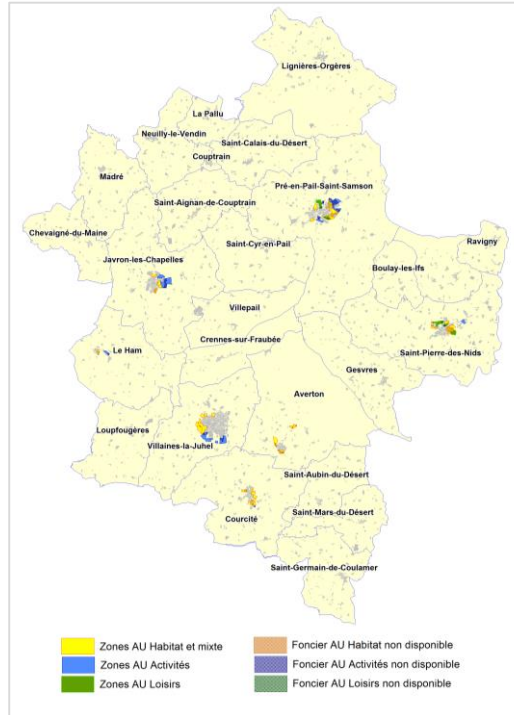 Lignières-Orgères
La Pallu
Neuilly-le-Vendin
Saint-Calais-du-Désert
Couptrain
Madré
Pré-en-Pail-Saint-Samson
Saint-Aignan-de-Couptrain
Chevaigné-du-Maine
Saint-Cyr-en-Pail
Ravigny
Javron-les-Chapelles
Boulay-les-ifs
Villepail
Crennes-sur-Fraubée
Le Ham
Saint-Pierre-des-Nids
Gesvres
Averton
Loupfougères
Villaines-la-Juhel
Saint-Aubin-du-Désert
Saint-Mars-du-Désert
Courcité
Saint-Germain-de-Coulamer
Zones AU Habitat et mixte
Zones AU Activités
Zones AU Loisirs
Foncier AU Habitat non disponible
Foncier AU Activités non disponible
Foncier AU Loisirs non disponible